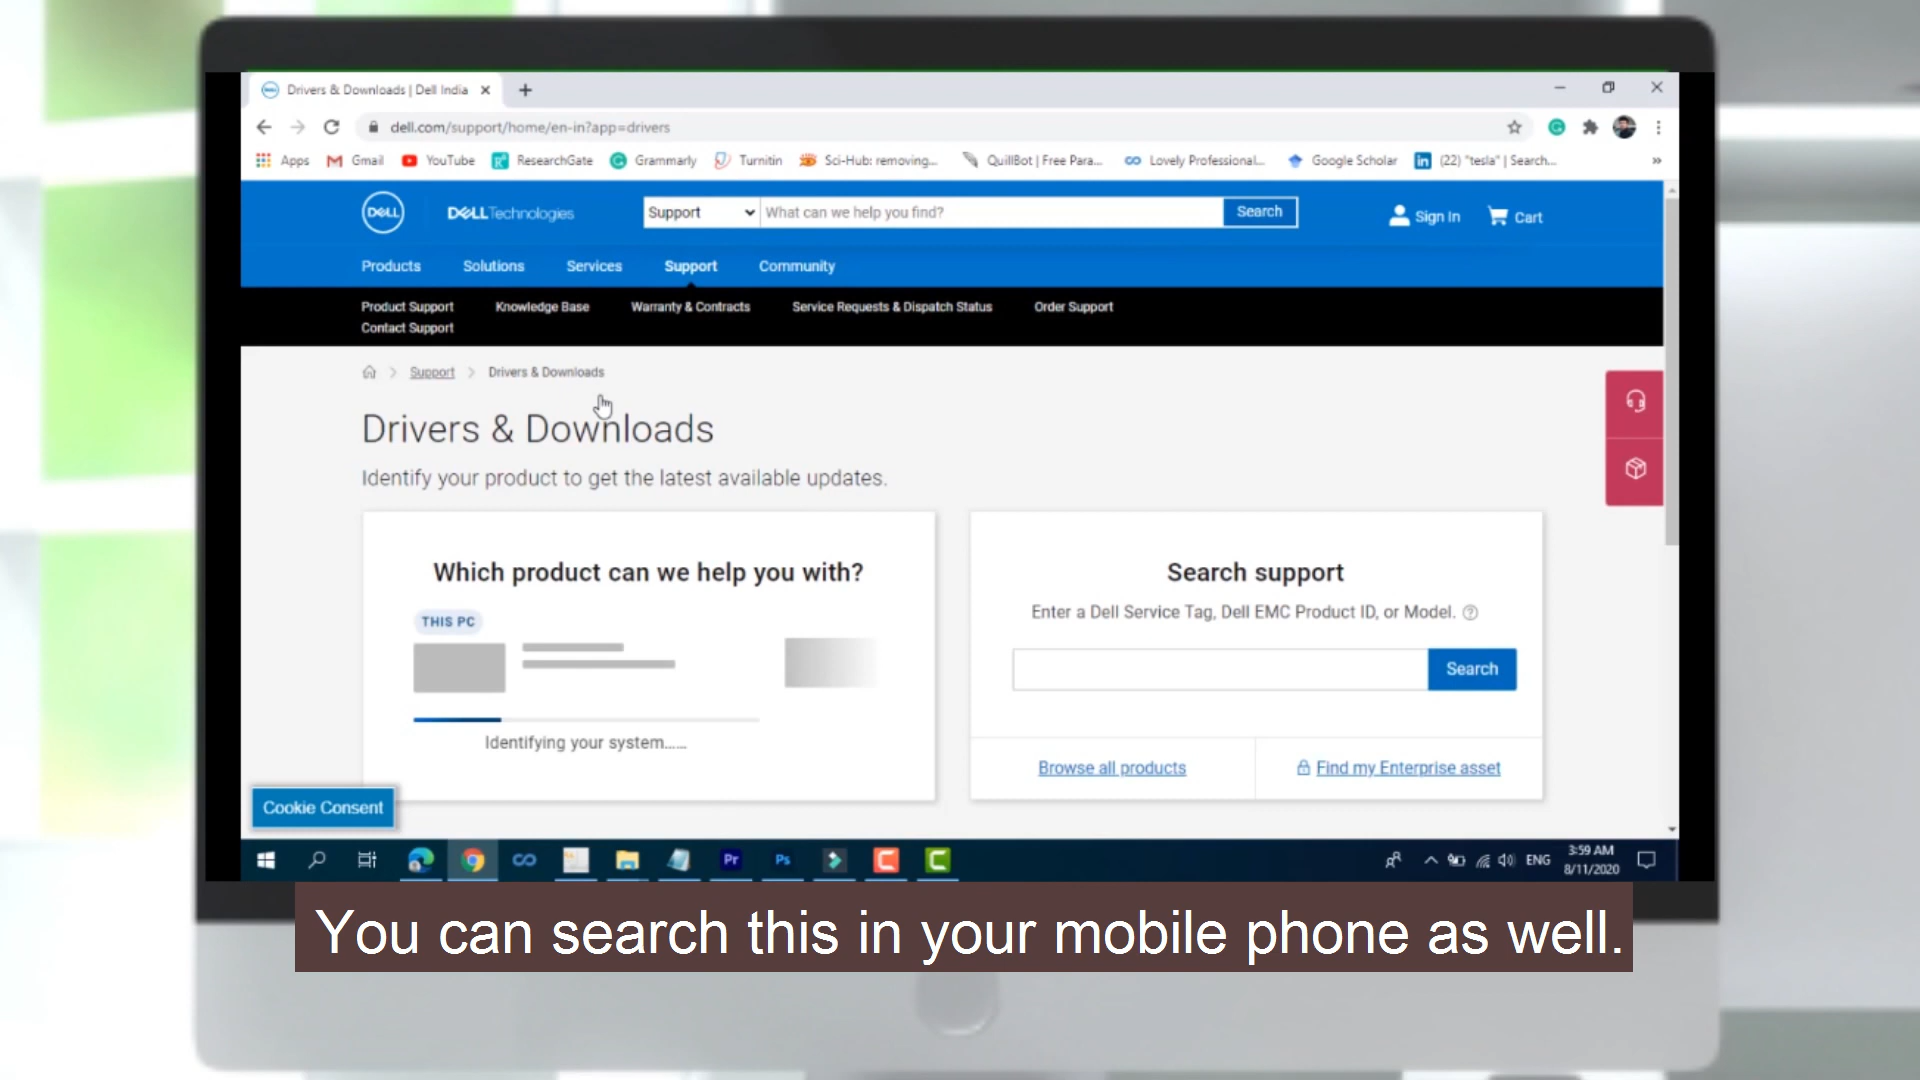 Drivers & Downloads | Dell India
dell.com/support/home/en-in?app=drivers
Apps Gmail YouTube ResearchGate Grammarly Turnitin Sci-Hub: removing... QuillBot | Free Para... Lovely Professional... Google Scholar (22) "tesla" | Search...
DELL DELLTechnologies Support What can we help you find? Search Sign In Cart
Products Solutions Services Support Community
Product Support Knowledge Base Warranty & Contracts Service Requests & Dispatch Status Order Support
Contact Support
Support Drivers & Downloads
Drivers & Downloads
Identify your product to get the latest available updates.
Which product can we help you with?
THIS PC
Identifying your system......
Search support
Enter a Dell Service Tag, Dell EMC Product ID, or Model.
Search
Browse all products Find my Enterprise asset
Cookie Consent
Pr Ps ENG 3:59 AM
8/11/2020
You can search this in your mobile phone as well.